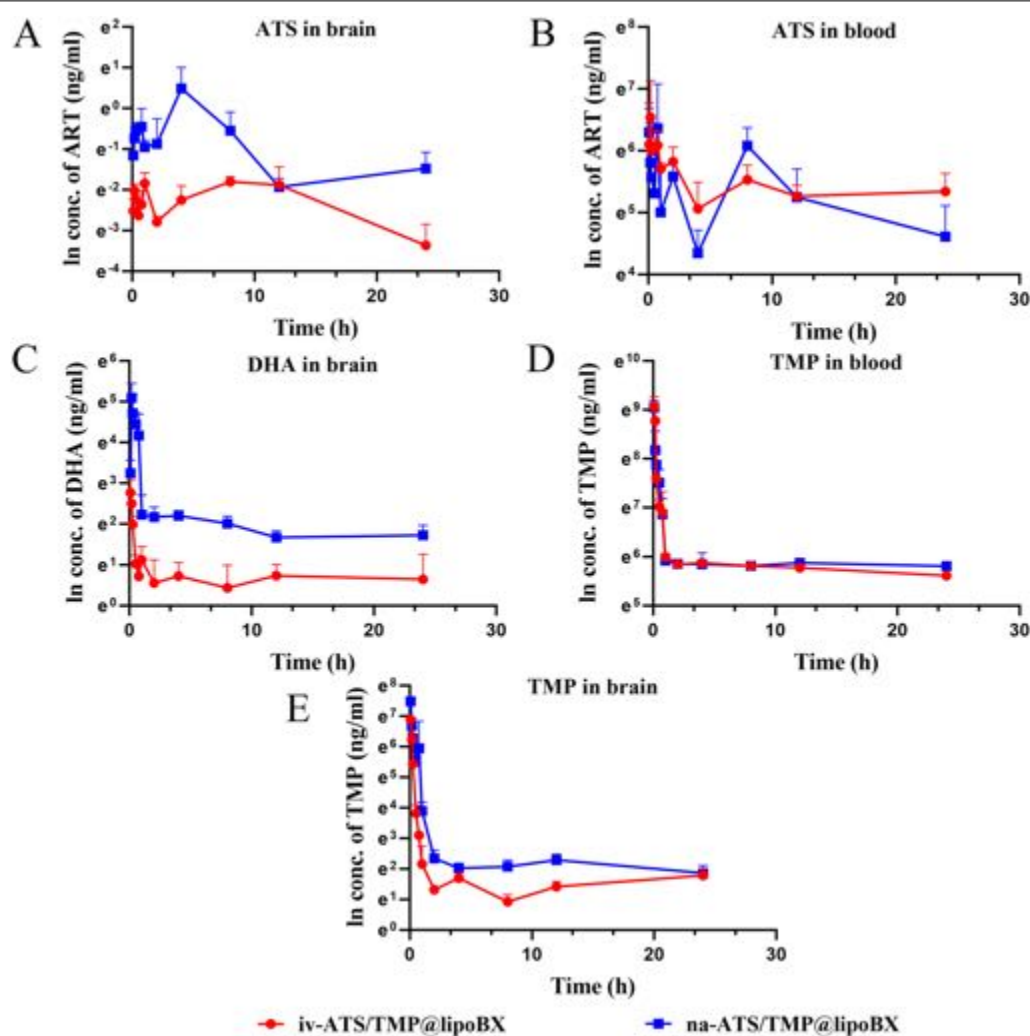 A
ATS in brain
ln conc. of ART (ng/ml)
e²
e¹
e⁰
e⁻¹
e⁻²
e⁻³
e⁻⁴
0 10 20 30
Time (h)
B
ATS in blood
ln conc. of ART (ng/ml)
e⁸
e⁷
e⁶
e⁵
e⁴
0 10 20 30
Time (h)
C
DHA in brain
ln conc. of DHA (ng/ml)
e⁶
e⁵
e⁴
e³
e²
e¹
e⁰
0 10 20 30
Time (h)
D
TMP in blood
ln conc. of TMP (ng/ml)
e¹⁰
e⁹
e⁸
e⁷
e⁶
e⁵
0 10 20 30
Time (h)
E
TMP in brain
ln conc. of TMP (ng/ml)
e⁸
e⁷
e⁶
e⁵
e⁴
e³
e²
e¹
e⁰
0 10 20 30
Time (h)
iv-ATS/TMP@lipoBX
na-ATS/TMP@lipoBX